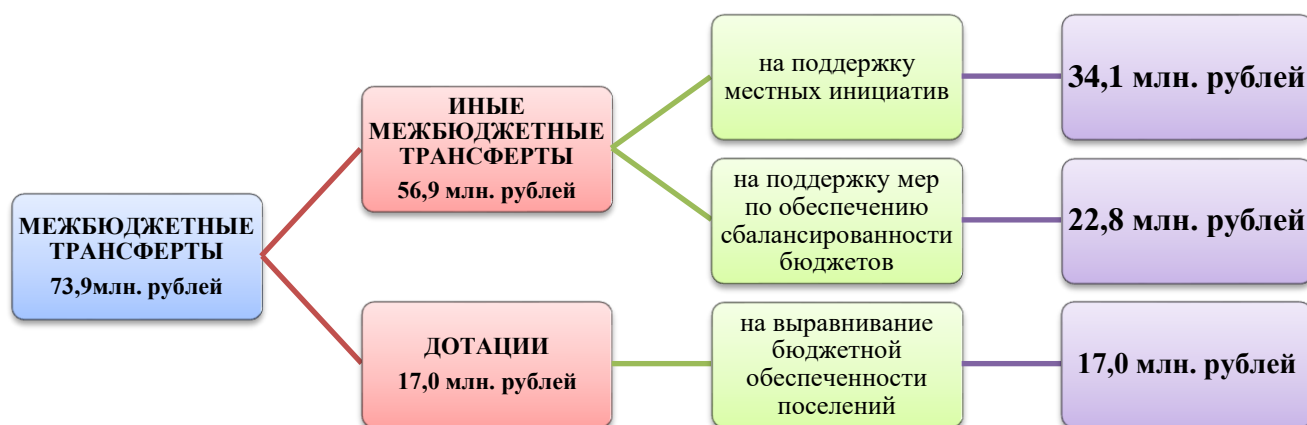 МЕЖБЮДЖЕТНЫЕ
ТРАНСФЕРТЫ
73,9млн. рублей
ИНЫЕ
МЕЖБЮДЖЕТНЫЕ
ТРАНСФЕРТЫ
56,9 млн. рублей
на поддержку
местных инициатив
34,1 млн. рублей
на поддержку мер
по обеспечению
сбалансированности
бюджетов
22,8 млн. рублей
ДОТАЦИИ
17,0 млн. рублей
на выравнивание
бюджетной
обеспеченности
поселений
17,0 млн. рублей